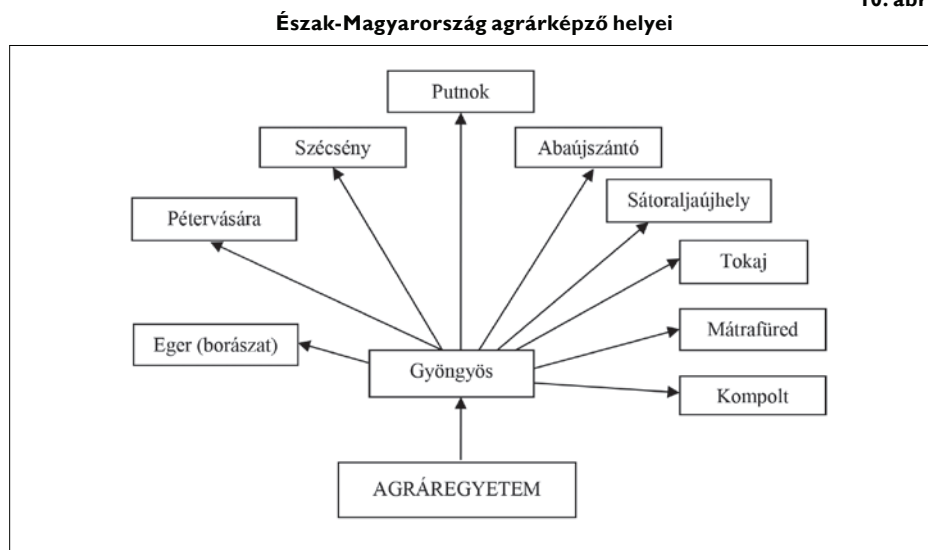 10. ábr
Észak-Magyarország agrárképző helyei
Putnok
Szécsény
Abaújszántó
Sátoraljaújhely
Pétervására
Tokaj
Mátrafüred
Eger (borászat)
Gyöngyös
Kompolt
AGRÁREGYETEM